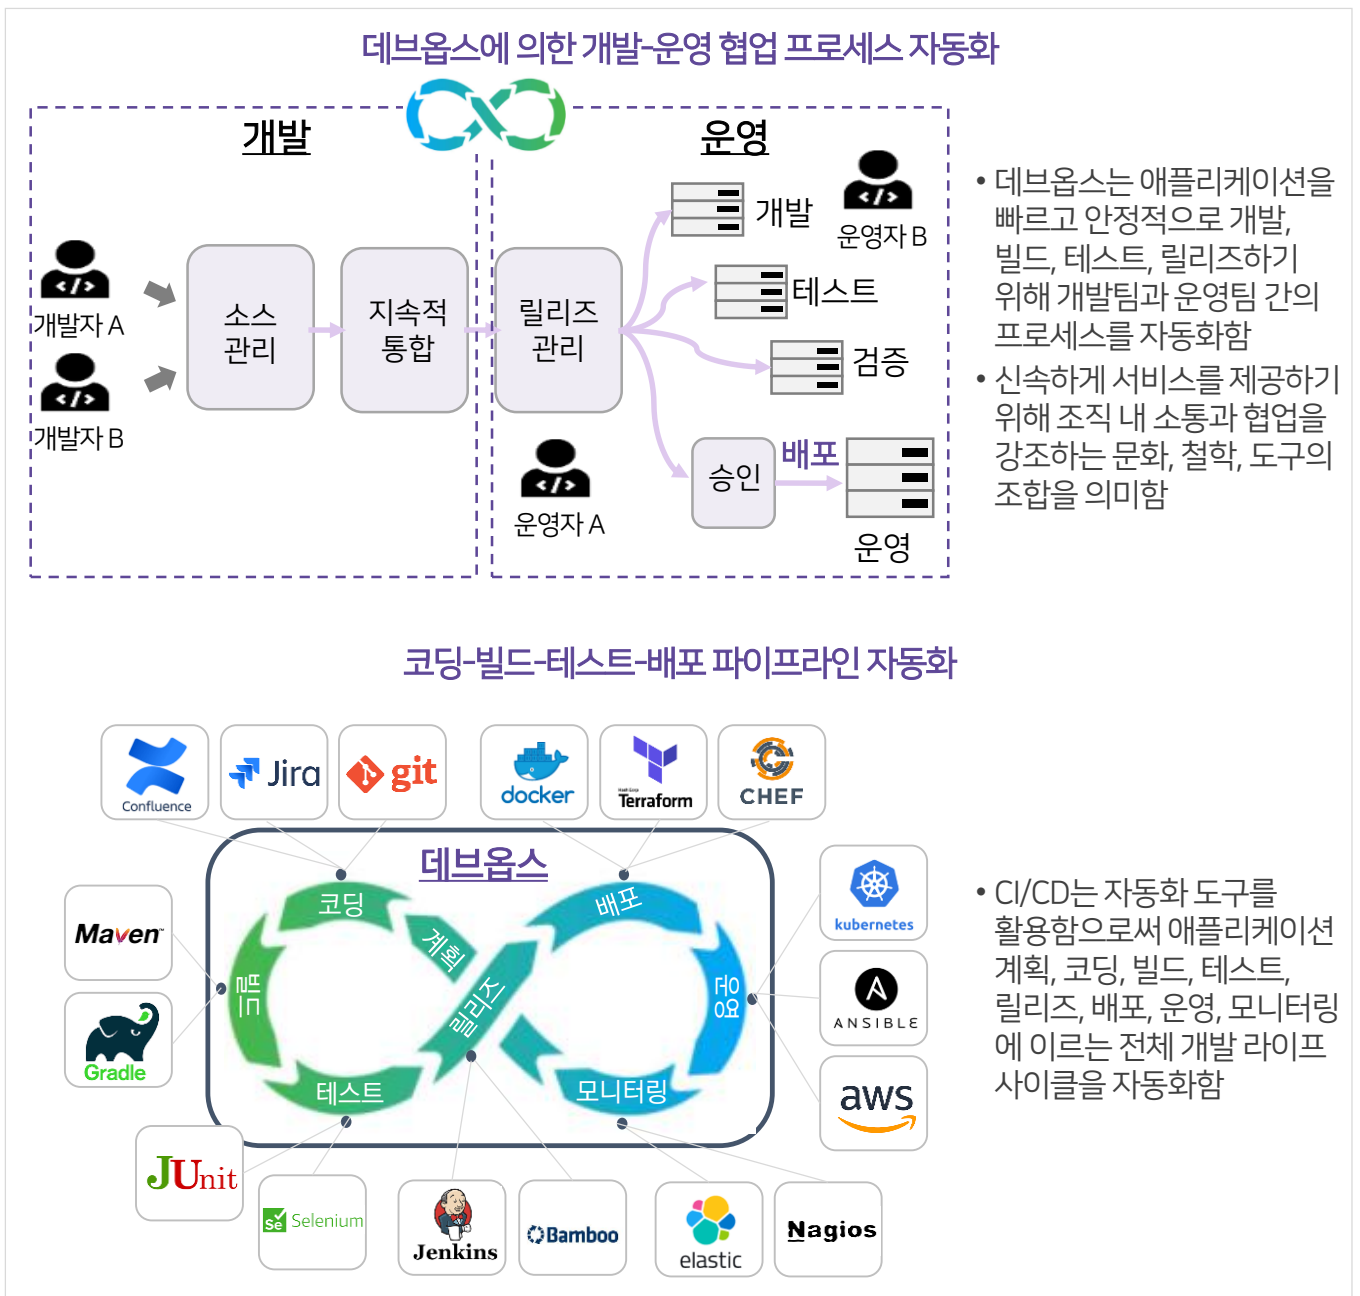 데브옵스에 의한 개발-운영 협업 프로세스 자동화
개발
운영
개발
운영자 B
테스트
검증
개발자 A
개발자 B
소스
관리
지속적
통합
릴리즈
관리
운영자 A
승인
배포
운영
• 데브옵스는 애플리케이션을
빠르고 안정적으로 개발,
빌드, 테스트, 릴리즈하기
위해 개발팀과 운영팀 간의
프로세스를 자동화함
• 신속하게 서비스를 제공하기
위해 조직 내 소통과 협업을
강조하는 문화, 철학, 도구의
조합을 의미함
코딩-빌드-테스트-배포 파이프라인 자동화
Confluence
Jira
git
docker
HashiCorp
Terraform
CHEF
데브옵스
코딩
계획
빌드
테스트
릴리즈
배포
운영
모니터링
Maven™
Gradle
kubernetes
A
ANSIBLE
aws
JUnit
Se Selenium
Jenkins
Bamboo
elastic
Nagios
• CI/CD는 자동화 도구를
활용함으로써 애플리케이션
계획, 코딩, 빌드, 테스트,
릴리즈, 배포, 운영, 모니터링
에 이르는 전체 개발 라이프
사이클을 자동화함